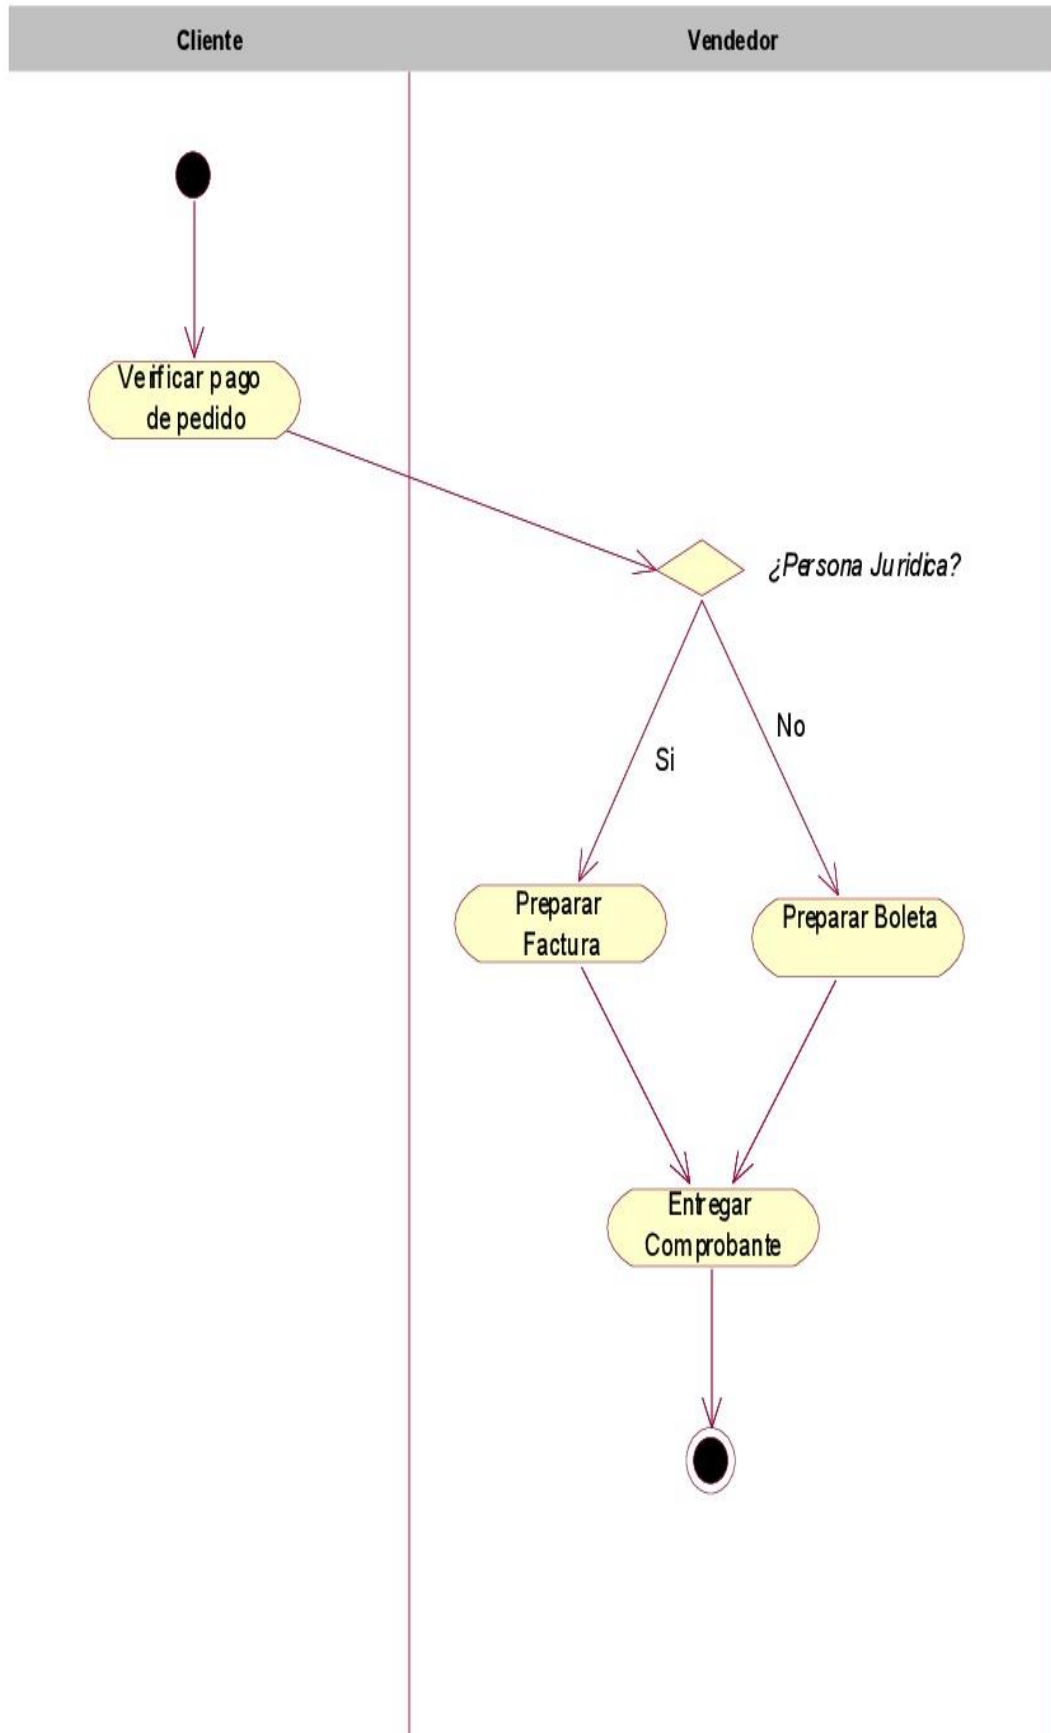 Cliente
Vendedor
Verificar pago
de pedido
¿Persona Juridica?
No
Si
Preparar
Factura
Preparar Boleta
Entregar
Comprobante